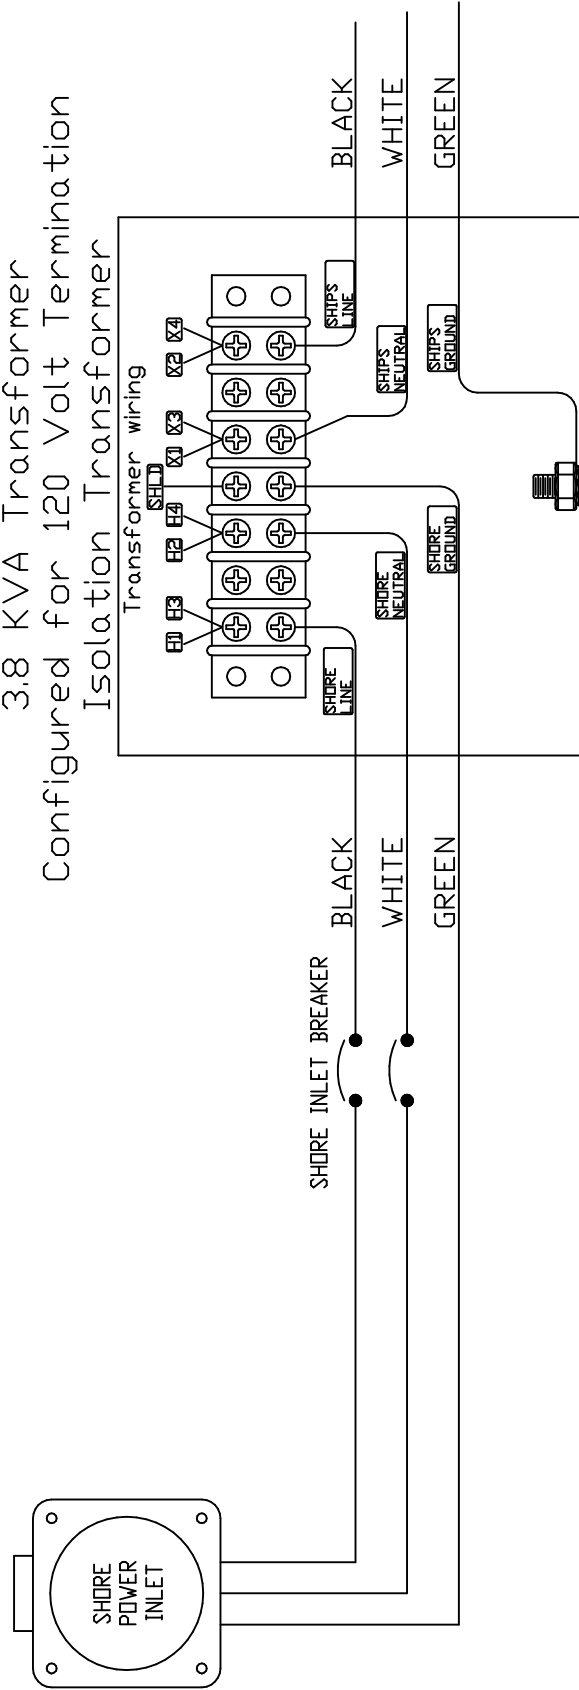 3.8 KVA Transformer
Configured for 120 Volt Termination
Isolation Transformer
Transformer wiring
H1
H3
H2
H4
SHLD
X1
X3
X2
X4
SHORE
LINE
SHORE
NEUTRAL
SHORE
GROUND
SHIPS
LINE
SHIPS
NEUTRAL
SHIPS
GROUND
BLACK
WHITE
GREEN
BLACK
WHITE
GREEN
SHORE INLET BREAKER
SHORE
POWER
INLET